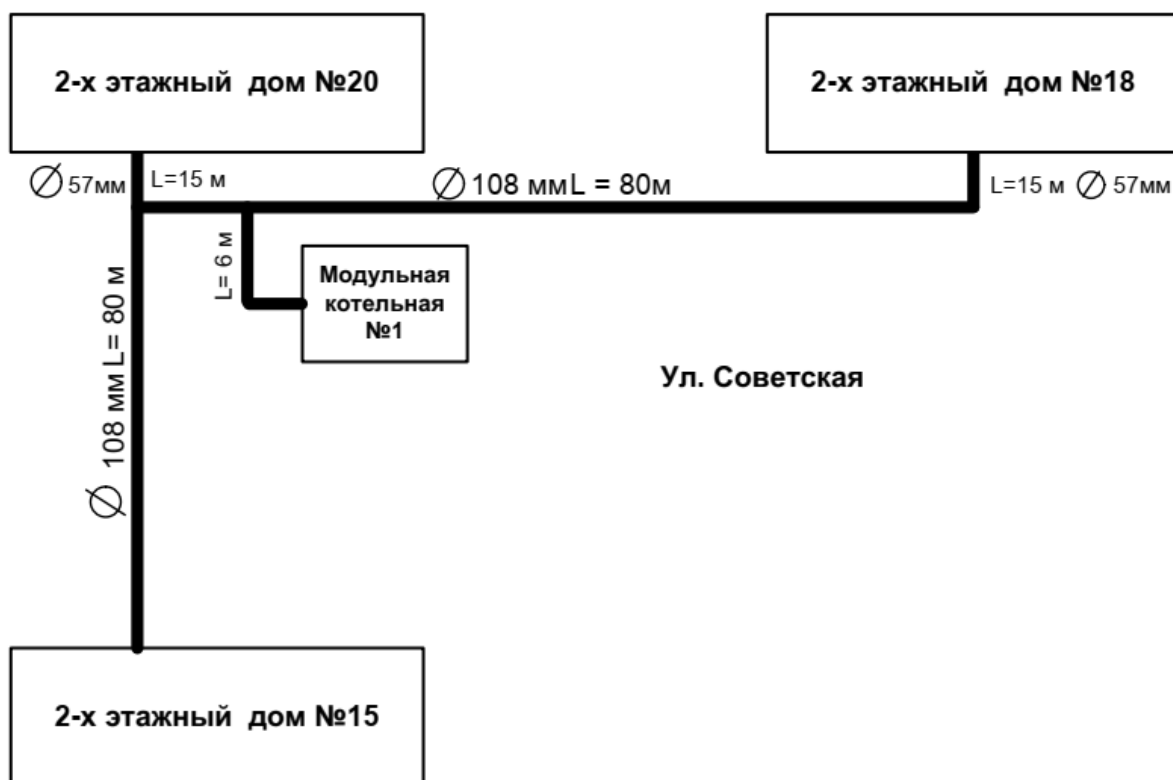 2-х этажный дом №20
2-х этажный дом №18
57мм
L=15 м
108 мм L = 80м
L=15 м
57мм
L= 6 м
Модульная
котельная
№1
108 мм L= 80 м
Ул. Советская
2-х этажный дом №15